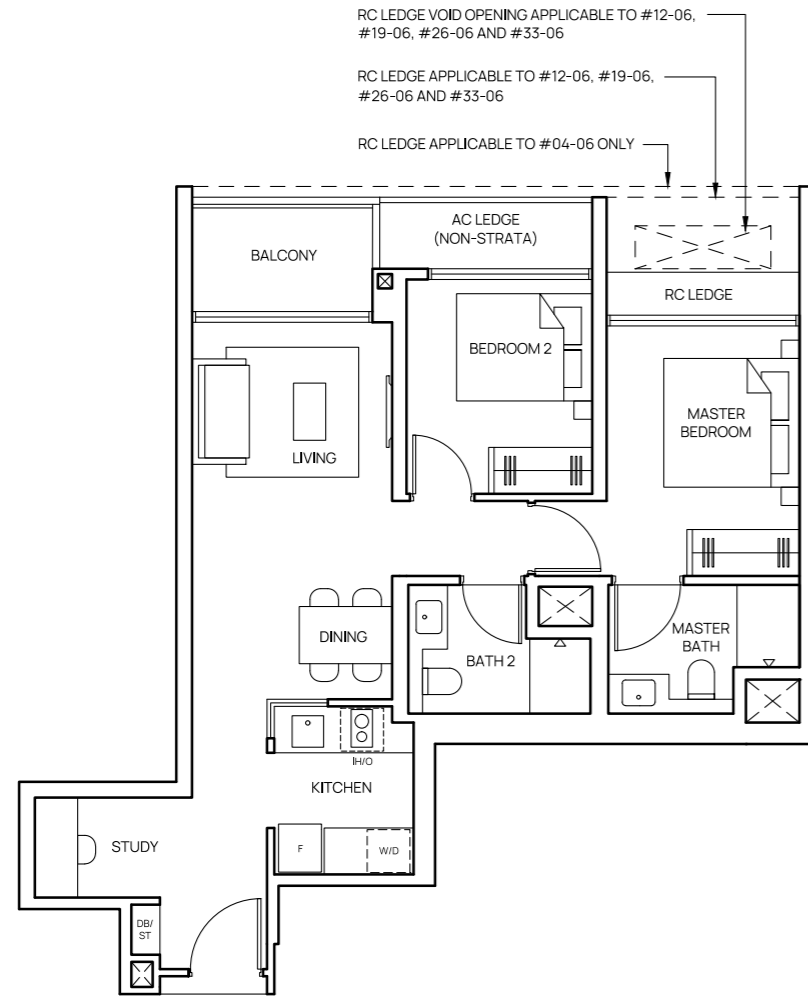 RC LEDGE VOID OPENING APPLICABLE TO #12-06,
#19-06, #26-06 AND #33-06
RC LEDGE APPLICABLE TO #12-06, #19-06,
#26-06 AND #33-06
RC LEDGE APPLICABLE TO #04-06 ONLY
BALCONY
AC LEDGE
(NON-STRATA)
RC LEDGE
BEDROOM 2
MASTER
BEDROOM
LIVING
DINING
BATH 2
MASTER
BATH
IH/O
KITCHEN
STUDY
F
W/D
DB/
ST